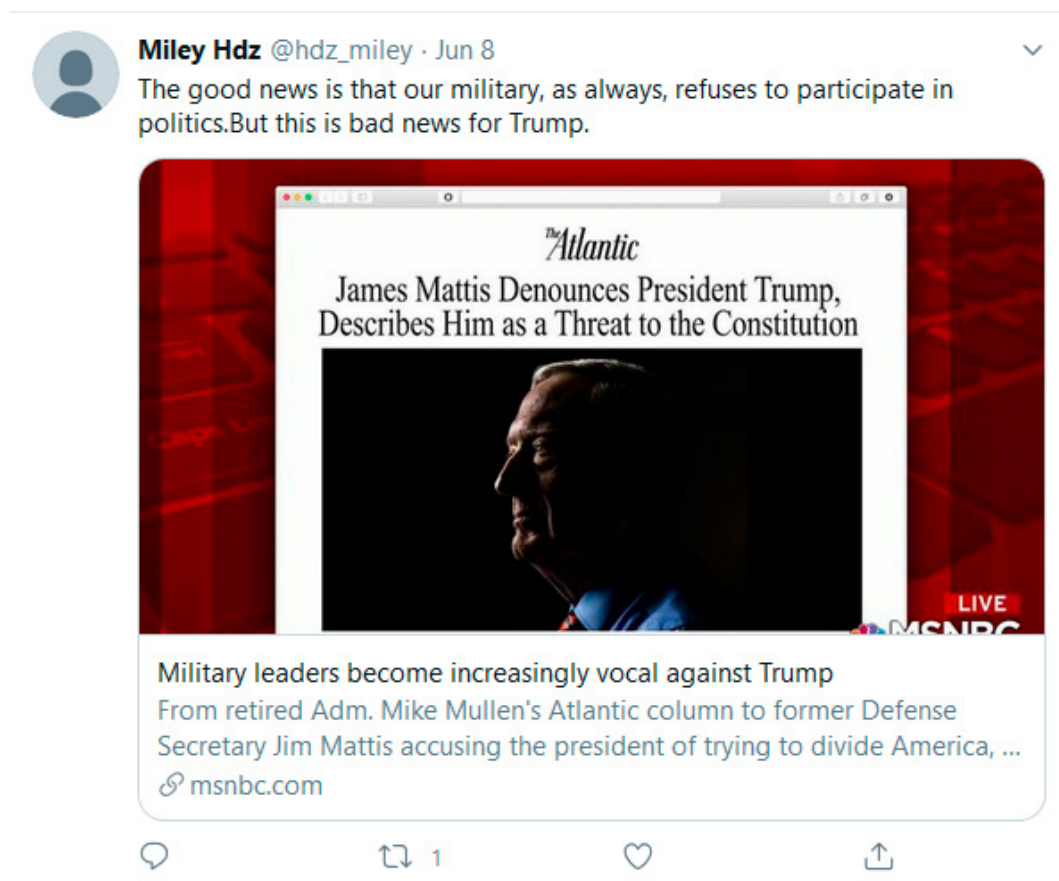 Miley Hdz @hdz_miley · Jun 8
The good news is that our military, as always, refuses to participate in
politics.But this is bad news for Trump.
The Atlantic
James Mattis Denounces President Trump,
Describes Him as a Threat to the Constitution
LIVE
MSNBC
Military leaders become increasingly vocal against Trump
From retired Adm. Mike Mullen's Atlantic column to former Defense
Secretary Jim Mattis accusing the president of trying to divide America, ...
msnbc.com
1